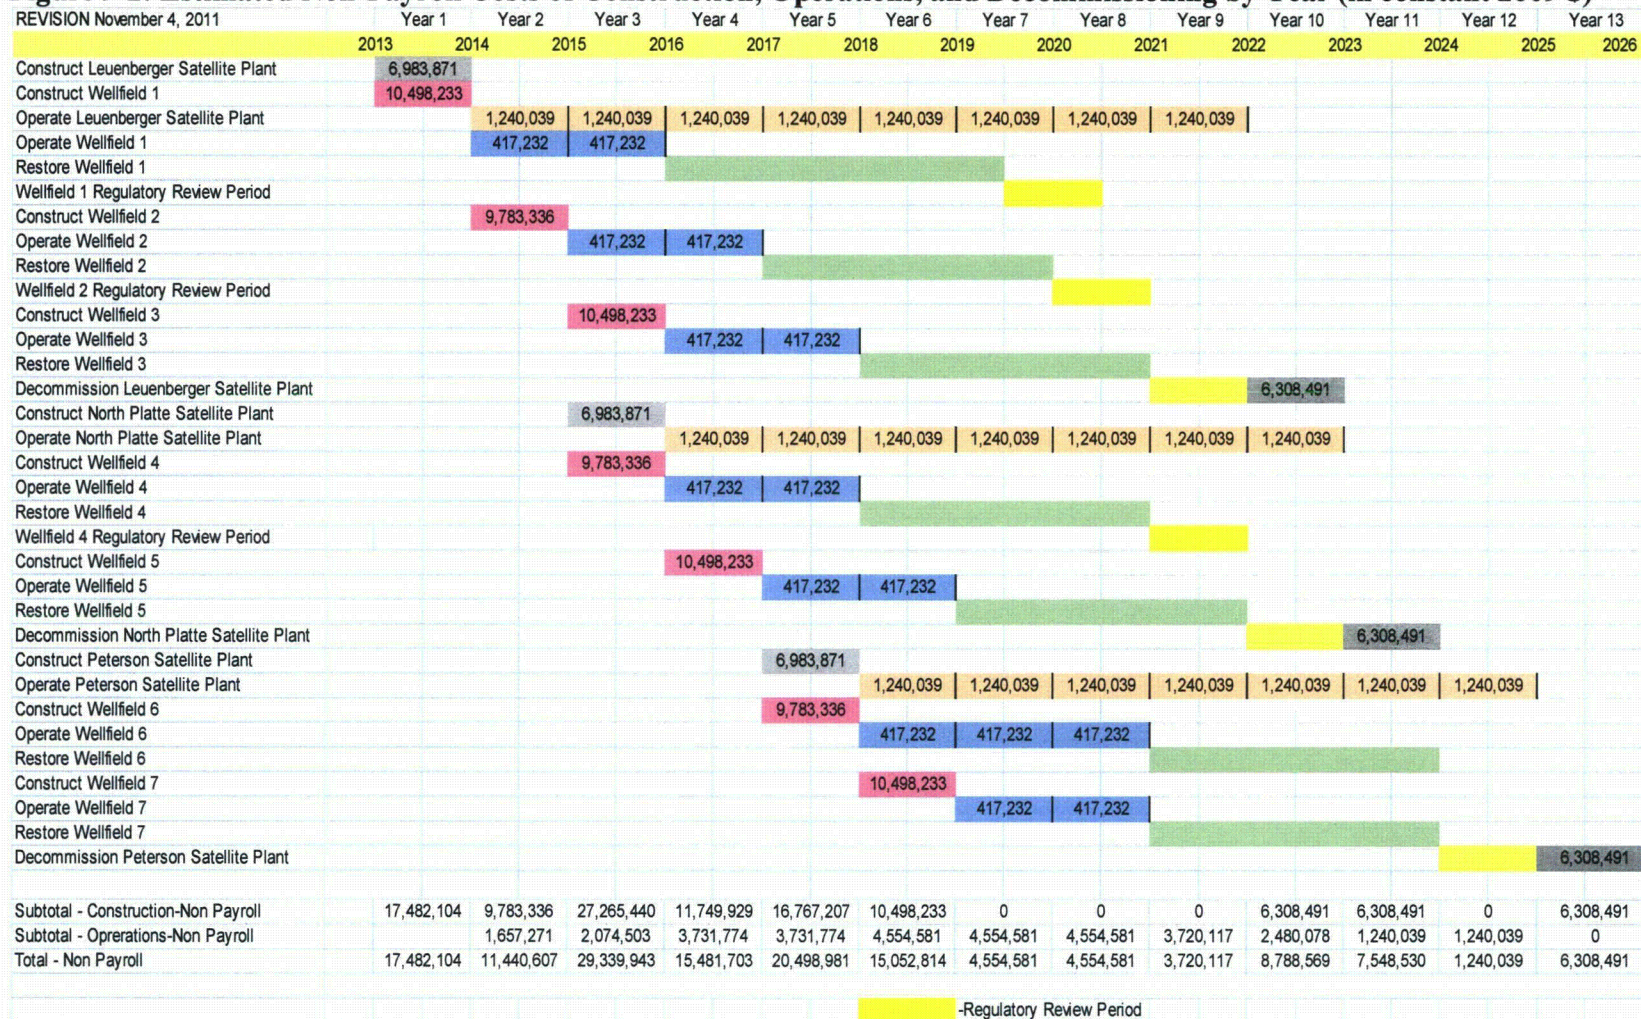 Figure 9-2: Estimated Non-Payroll Costs of Construction, Operations, and Decommissioning by Year (in constant 2009 $)
REVISION November 4, 2011 Year 1 Year 2 Year 3 Year 4 Year 5 Year 6 Year 7 Year 8 Year 9 Year 10 Year 11 Year 12 Year 13
2013 2014 2015 2016 2017 2018 2019 2020 2021 2022 2023 2024 2025 2026
Construct Leuenberger Satellite Plant 6,983,871
Construct Wellfield 1 10,498,233
Operate Leuenberger Satellite Plant 1,240,039 1,240,039 1,240,039 1,240,039 1,240,039 1,240,039 1,240,039 1,240,039
Operate Wellfield 1 417,232 417,232
Restore Wellfield 1
Wellfield 1 Regulatory Review Period
Construct Wellfield 2 9,783,336
Operate Wellfield 2 417,232 417,232
Restore Wellfield 2
Wellfield 2 Regulatory Review Period
Construct Wellfield 3 10,498,233
Operate Wellfield 3 417,232 417,232
Restore Wellfield 3
Decommission Leuenberger Satellite Plant 6,308,491
Construct North Platte Satellite Plant 6,983,871
Operate North Platte Satellite Plant 1,240,039 1,240,039 1,240,039 1,240,039 1,240,039 1,240,039 1,240,039
Construct Wellfield 4 9,783,336
Operate Wellfield 4 417,232 417,232
Restore Wellfield 4
Wellfield 4 Regulatory Review Period
Construct Wellfield 5 10,498,233
Operate Wellfield 5 417,232 417,232
Restore Wellfield 5
Decommission North Platte Satellite Plant 6,308,491
Construct Peterson Satellite Plant 6,983,871
Operate Peterson Satellite Plant 1,240,039 1,240,039 1,240,039 1,240,039 1,240,039 1,240,039 1,240,039
Construct Wellfield 6 9,783,336
Operate Wellfield 6 417,232 417,232 417,232
Restore Wellfield 6
Construct Wellfield 7 10,498,233
Operate Wellfield 7 417,232 417,232
Restore Wellfield 7
Decommission Peterson Satellite Plant 6,308,491
Subtotal - Construction-Non Payroll 17,482,104 9,783,336 27,265,440 11,749,929 16,767,207 10,498,233 0 0 0 6,308,491 6,308,491 0 6,308,491
Subtotal - Oprerations-Non Payroll 1,657,271 2,074,503 3,731,774 3,731,774 4,554,581 4,554,581 4,554,581 3,720,117 2,480,078 1,240,039 1,240,039 0
Total - Non Payroll 17,482,104 11,440,607 29,339,943 15,481,703 20,498,981 15,052,814 4,554,581 4,554,581 3,720,117 8,788,569 7,548,530 1,240,039 6,308,491
-Regulatory Review Period